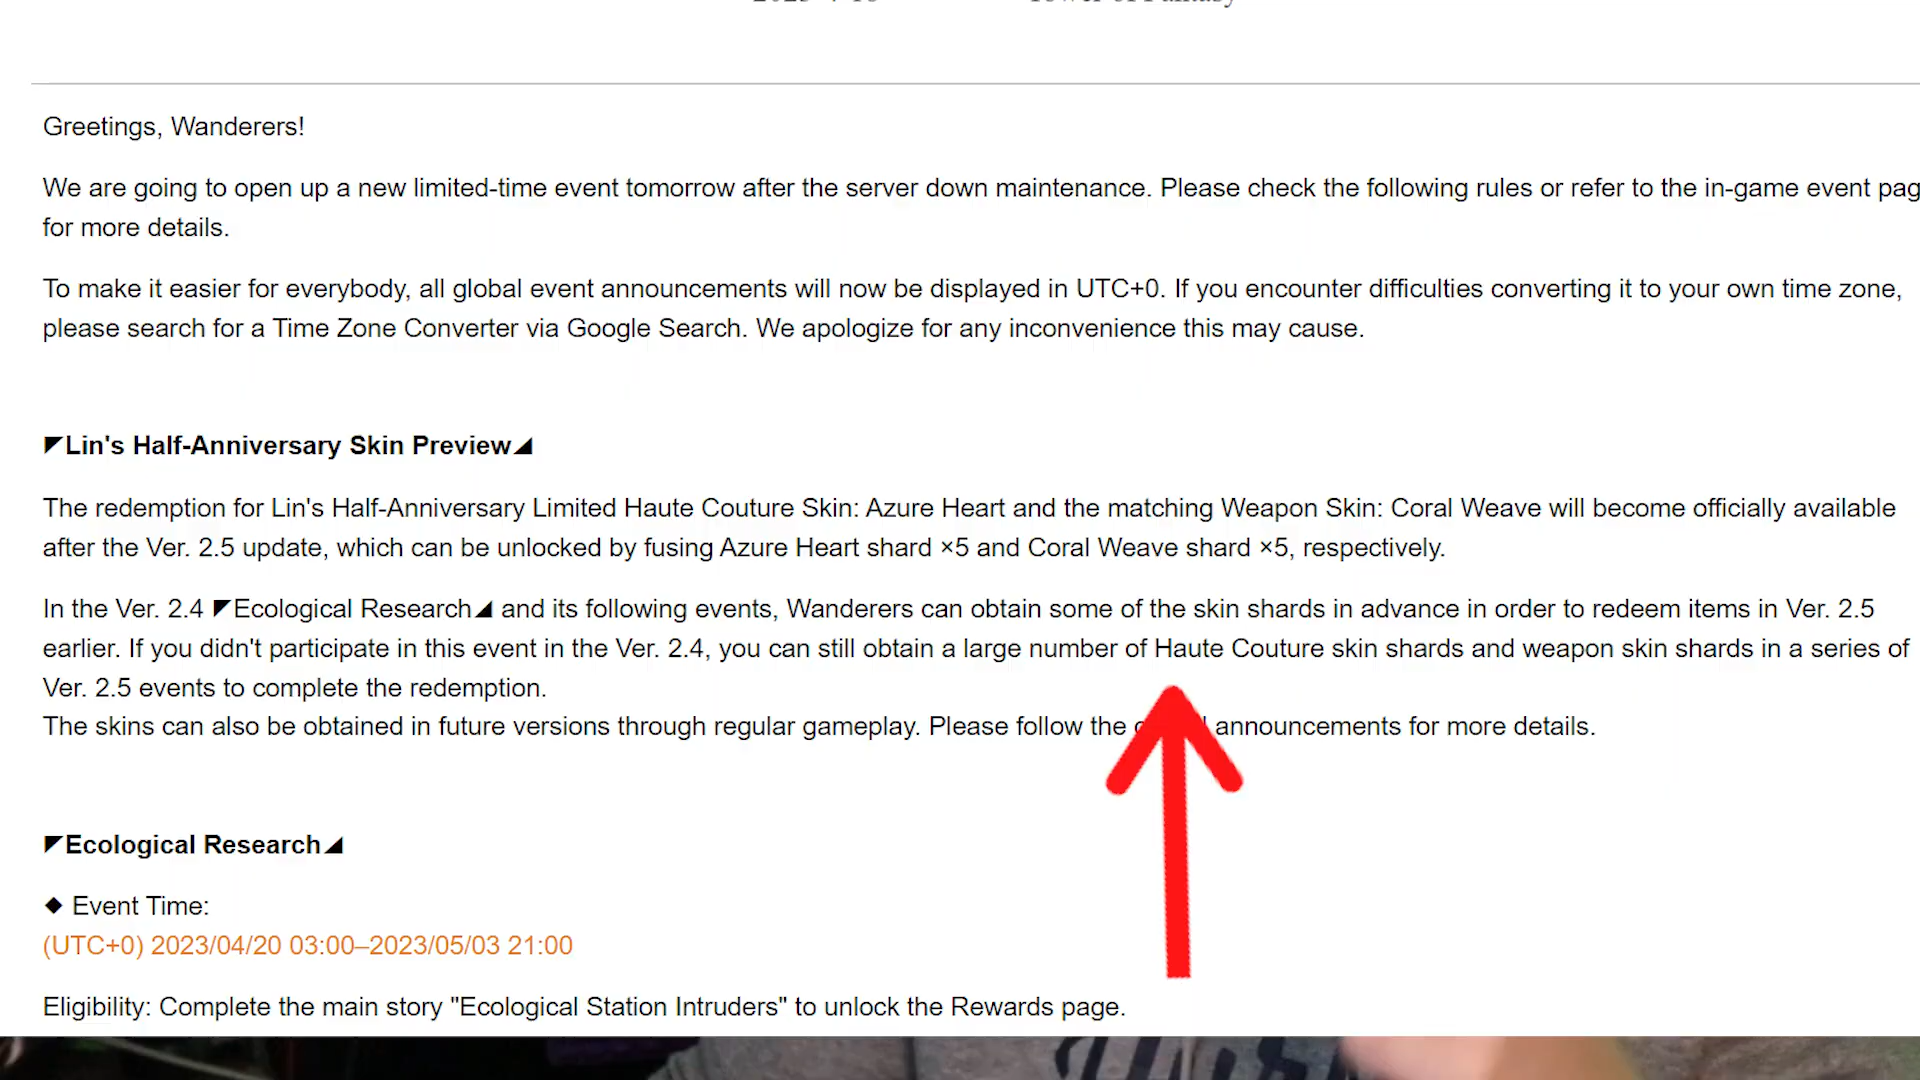 Greetings, Wanderers!
We are going to open up a new limited-time event tomorrow after the server down maintenance. Please check the following rules or refer to the in-game event pag
for more details.
To make it easier for everybody, all global event announcements will now be displayed in UTC+0. If you encounter difficulties converting it to your own time zone,
please search for a Time Zone Converter via Google Search. We apologize for any inconvenience this may cause.
◤Lin's Half-Anniversary Skin Preview◢
The redemption for Lin's Half-Anniversary Limited Haute Couture Skin: Azure Heart and the matching Weapon Skin: Coral Weave will become officially available
after the Ver. 2.5 update, which can be unlocked by fusing Azure Heart shard ×5 and Coral Weave shard ×5, respectively.
In the Ver. 2.4 ◤Ecological Research◢ and its following events, Wanderers can obtain some of the skin shards in advance in order to redeem items in Ver. 2.5
earlier. If you didn't participate in this event in the Ver. 2.4, you can still obtain a large number of Haute Couture skin shards and weapon skin shards in a series of
Ver. 2.5 events to complete the redemption.
The skins can also be obtained in future versions through regular gameplay. Please follow the announcements for more details.
◤Ecological Research◢
◆ Event Time:
(UTC+0) 2023/04/20 03:00–2023/05/03 21:00
Eligibility: Complete the main story "Ecological Station Intruders" to unlock the Rewards page.